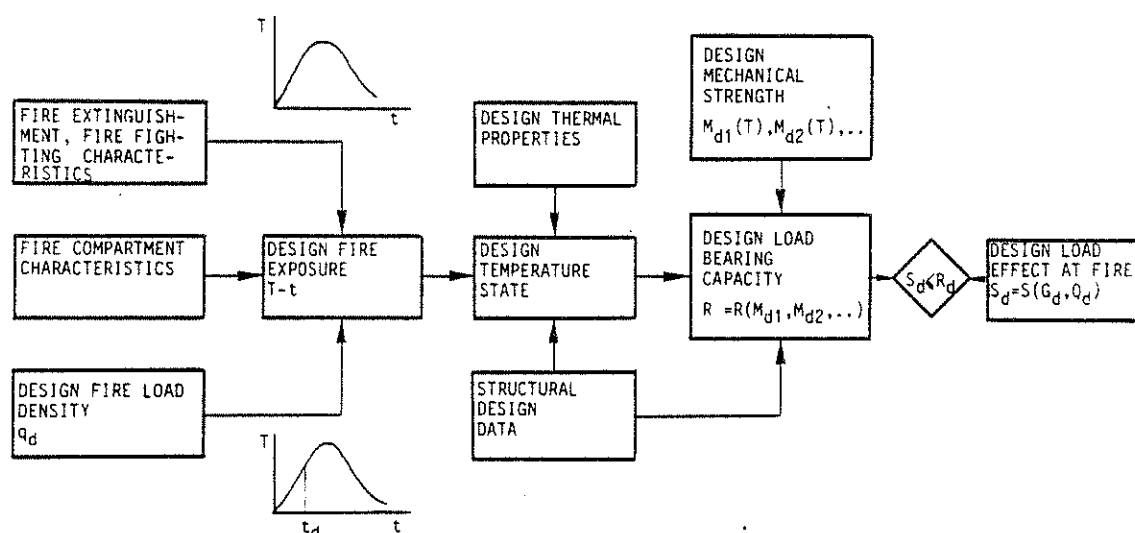 T
t
FIRE EXTINGUISH-
MENT, FIRE FIGH-
TING CHARACTE-
RISTICS
DESIGN THERMAL
PROPERTIES
DESIGN
MECHANICAL
STRENGTH
M_d1(T),M_d2(T),..
FIRE COMPARTMENT
CHARACTERISTICS
DESIGN FIRE
EXPOSURE
T-t
DESIGN
TEMPERATURE
STATE
DESIGN LOAD
BEARING
CAPACITY
R =R(M_d1,M_d2,..)
S_d⩽R_d
DESIGN LOAD
EFFECT AT FIRE
S_d=S(G_d,Q_d)
DESIGN FIRE LOAD
DENSITY
q_d
STRUCTURAL
DESIGN
DATA
T
t_d
t